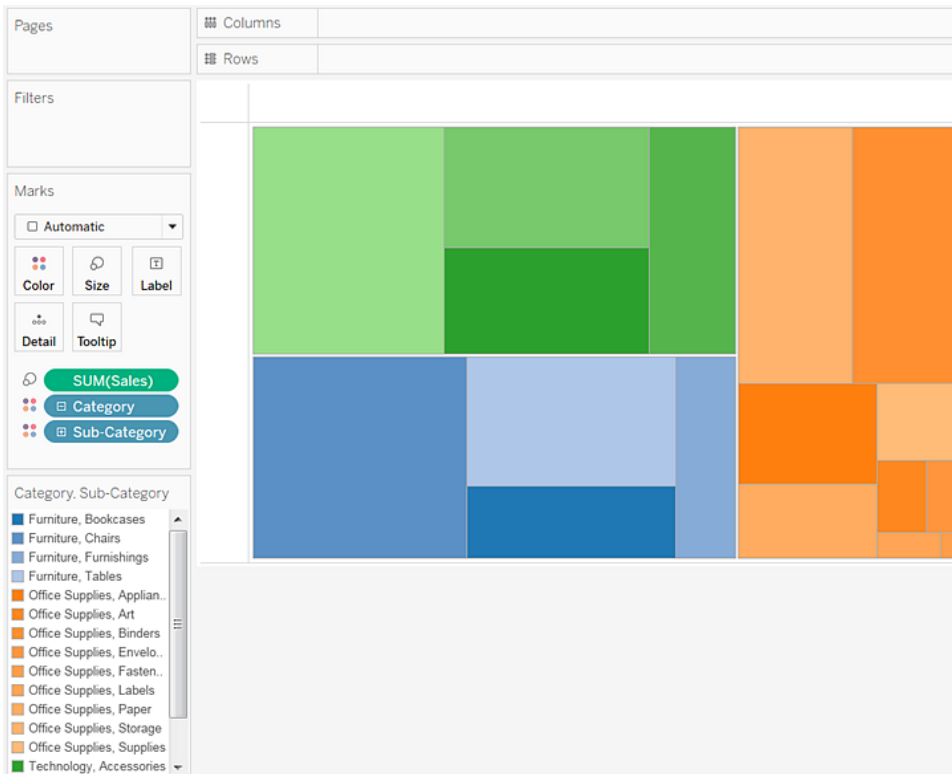 Pages
Columns
Rows
Filters
Marks
Automatic
Color Size Label
Detail Tooltip
SUM(Sales)
Category
Sub-Category
Category, Sub-Category
Furniture, Bookcases
Furniture, Chairs
Furniture, Furnishings
Furniture, Tables
Office Supplies, Applian..
Office Supplies, Art
Office Supplies, Binders
Office Supplies, Envelo..
Office Supplies, Fasten..
Office Supplies, Labels
Office Supplies, Paper
Office Supplies, Storage
Office Supplies, Supplies
Technology, Accessories